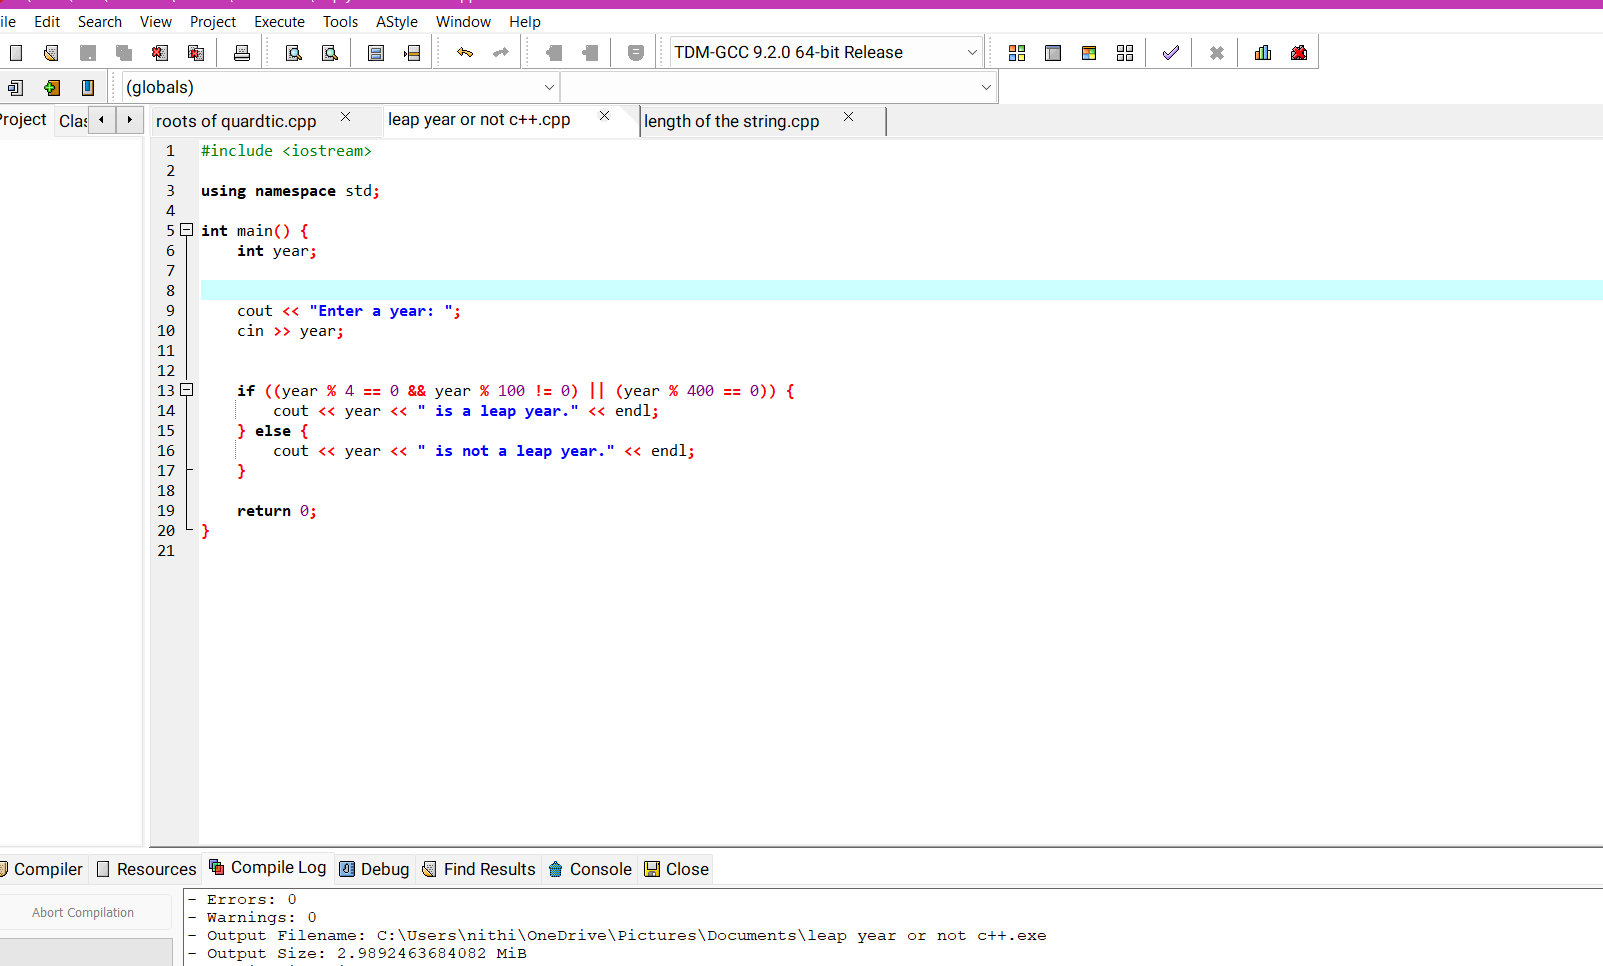 ile Edit Search View Project Execute Tools AStyle Window Help
TDM-GCC 9.2.0 64-bit Release
(globals)
Project Clas roots of quardtic.cpp leap year or not c++.cpp length of the string.cpp
1 #include <iostream>
2
3 using namespace std;
4
5 int main() {
6 int year;
7
8
9 cout << "Enter a year: ";
10 cin >> year;
11
12
13 if ((year % 4 == 0 && year % 100 != 0) || (year % 400 == 0)) {
14 cout << year << " is a leap year." << endl;
15 } else {
16 cout << year << " is not a leap year." << endl;
17 }
18
19 return 0;
20 }
21
Compiler Resources Compile Log Debug Find Results Console Close
Abort Compilation
- Errors: 0
- Warnings: 0
- Output Filename: C:\Users\nithi\OneDrive\Pictures\Documents\leap year or not c++.exe
- Output Size: 2.9892463684082 MiB